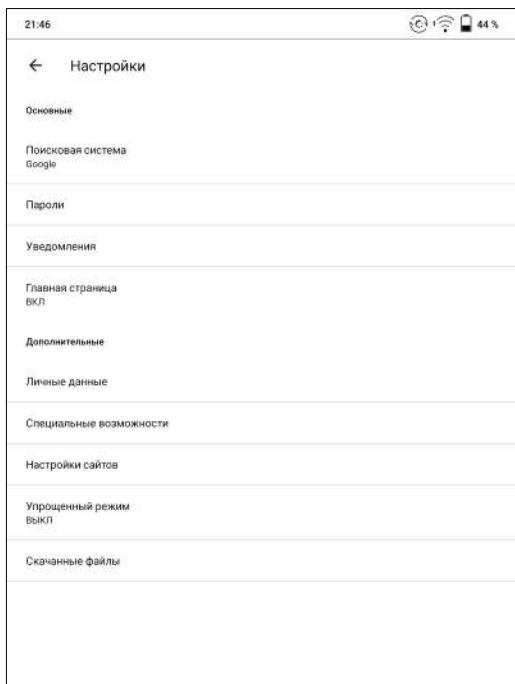 21:46
44 %
Настройки
Основные
Поисковая система
Google
Пароли
Уведомления
Главная страница
ВКЛ
Дополнительные
Личные данные
Специальные возможности
Настройки сайтов
Упрощенный режим
ВЫКЛ
Скачанные файлы